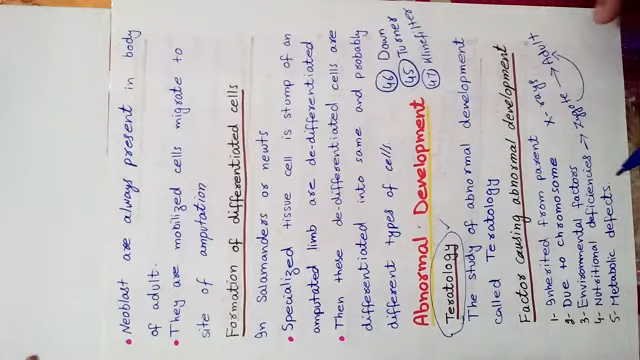 • Neoblast are always present in body
of adult.
• They are mobilized cells migrate to
site of amputation
Formation of differentiated cells
In Salamanders or newts
• Specialized tissue cell is stump of an
amputated limb are de-differentiated
• Then these de-differentiated cells are
differentiated into same and probably
different types of cells.
46 Down
45 Turner
47 Klinefilter
Abnormal Development
Teratology
The study of abnormal development
called Teratology
Factor causing abnormal development
1- Inherited from parent
2- Due to chromosome X-rays
3- Environmental factors
4- Nutritional deficiencies → Zygote → Adult
5- Metabolic defects.